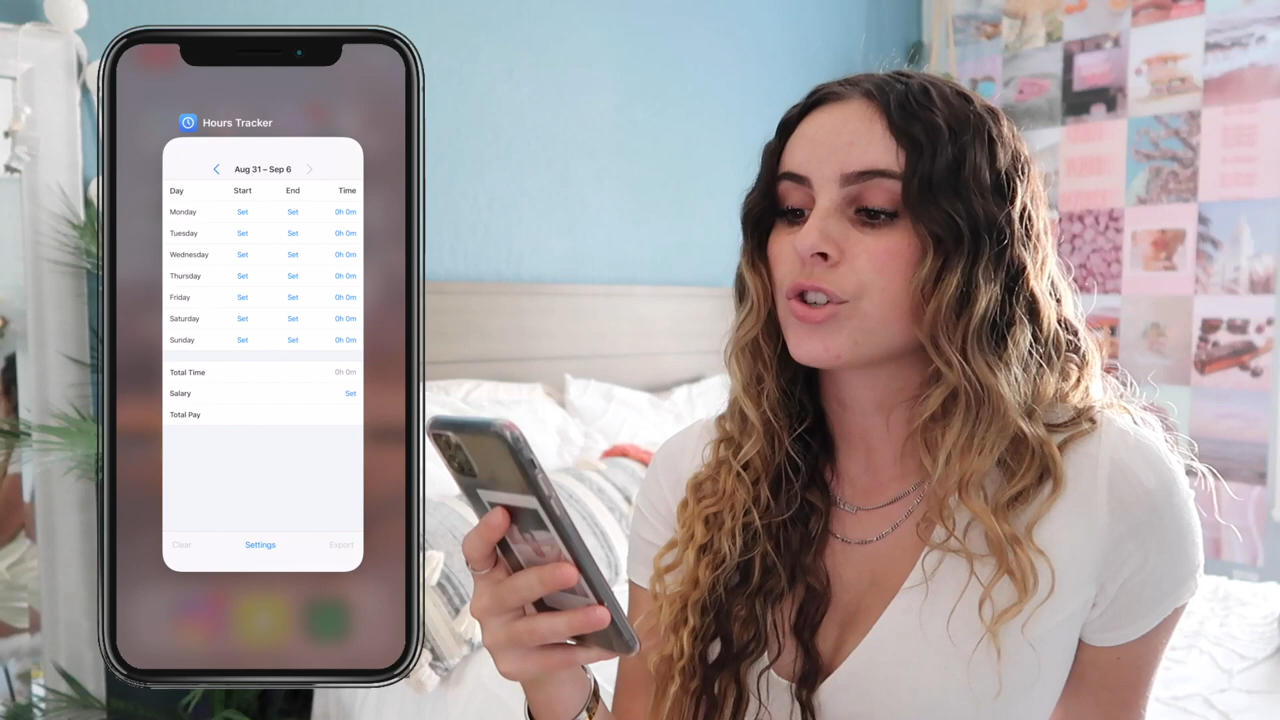 Hours Tracker
Aug 31 – Sep 6
Day Start End Time
Monday Set Set 0h 0m
Tuesday Set Set 0h 0m
Wednesday Set Set 0h 0m
Thursday Set Set 0h 0m
Friday Set Set 0h 0m
Saturday Set Set 0h 0m
Sunday Set Set 0h 0m
Total Time 0h 0m
Salary Set
Total Pay
Clear Settings Export